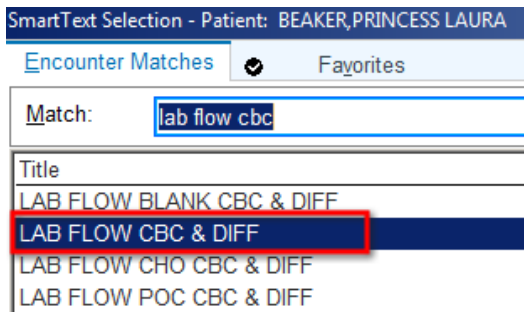 SmartText Selection - Patient: BEAKER,PRINCESS LAURA
Encounter Matches Favorites
Match: lab flow cbc
Title
LAB FLOW BLANK CBC & DIFF
LAB FLOW CBC & DIFF
LAB FLOW CHO CBC & DIFF
LAB FLOW POC CBC & DIFF